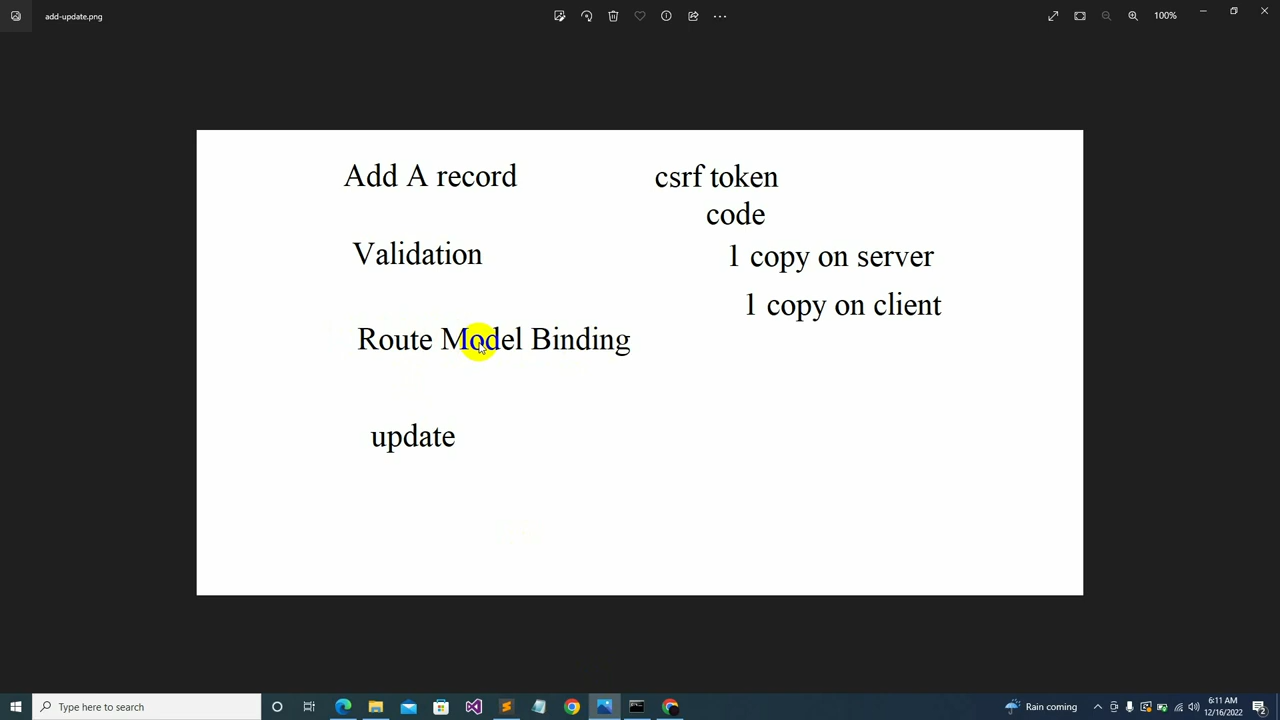 add-update.png
100%
Add A record
csrf token
code
Validation
1 copy on server
1 copy on client
Route Model Binding
update
Type here to search
Rain coming
6:11 AM
12/16/2022
2